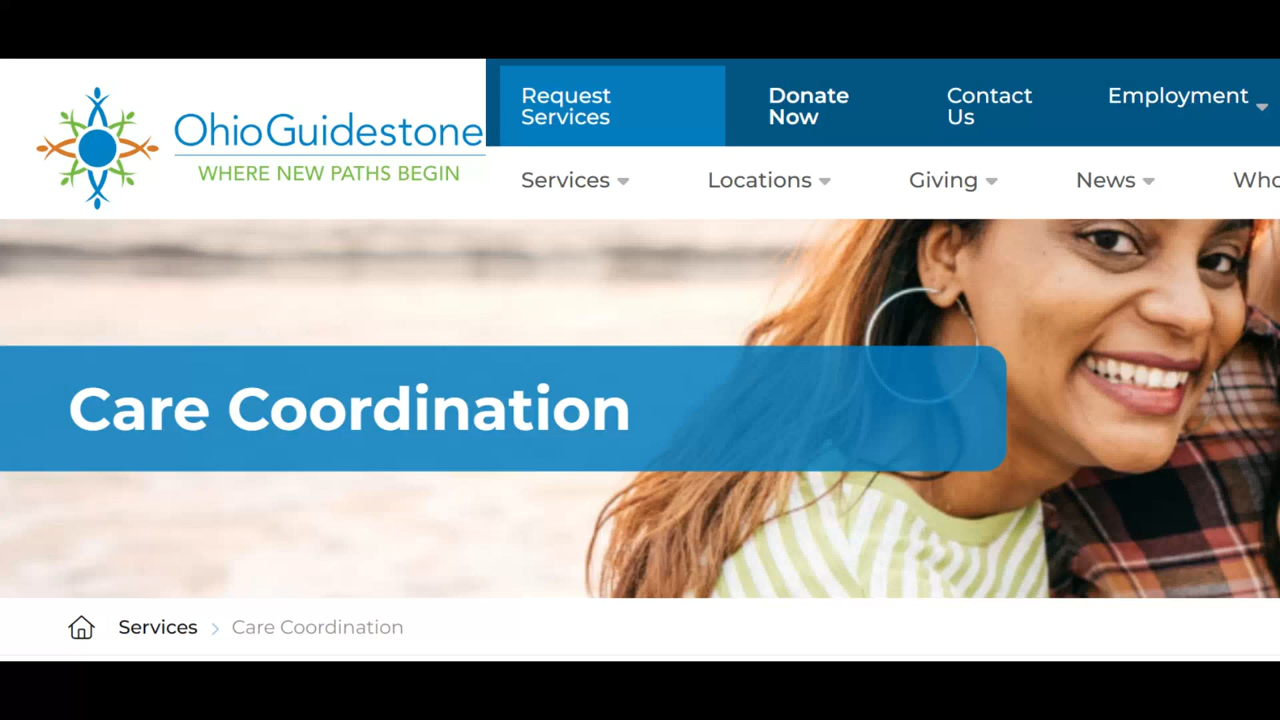 OhioGuidestone
WHERE NEW PATHS BEGIN
Request
Services
Donate
Now
Contact
Us
Employment
Services
Locations
Giving
News
Who
Care Coordination
Services
Care Coordination